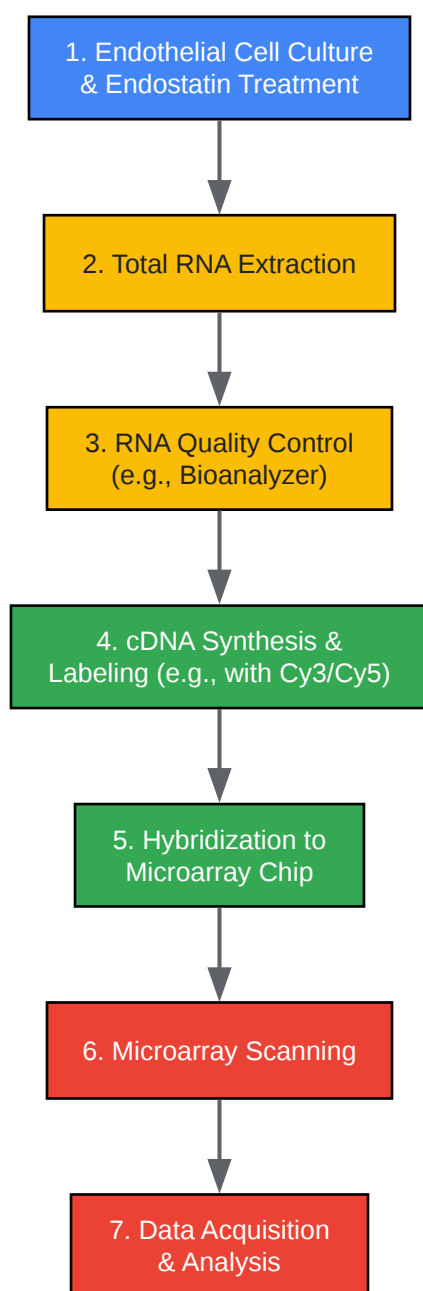 1. Endothelial Cell Culture
& Endostatin Treatment
2. Total RNA Extraction
3. RNA Quality Control
(e.g., Bioanalyzer)
4. cDNA Synthesis &
Labeling (e.g., with Cy3/Cy5)
5. Hybridization to
Microarray Chip
6. Microarray Scanning
7. Data Acquisition
& Analysis